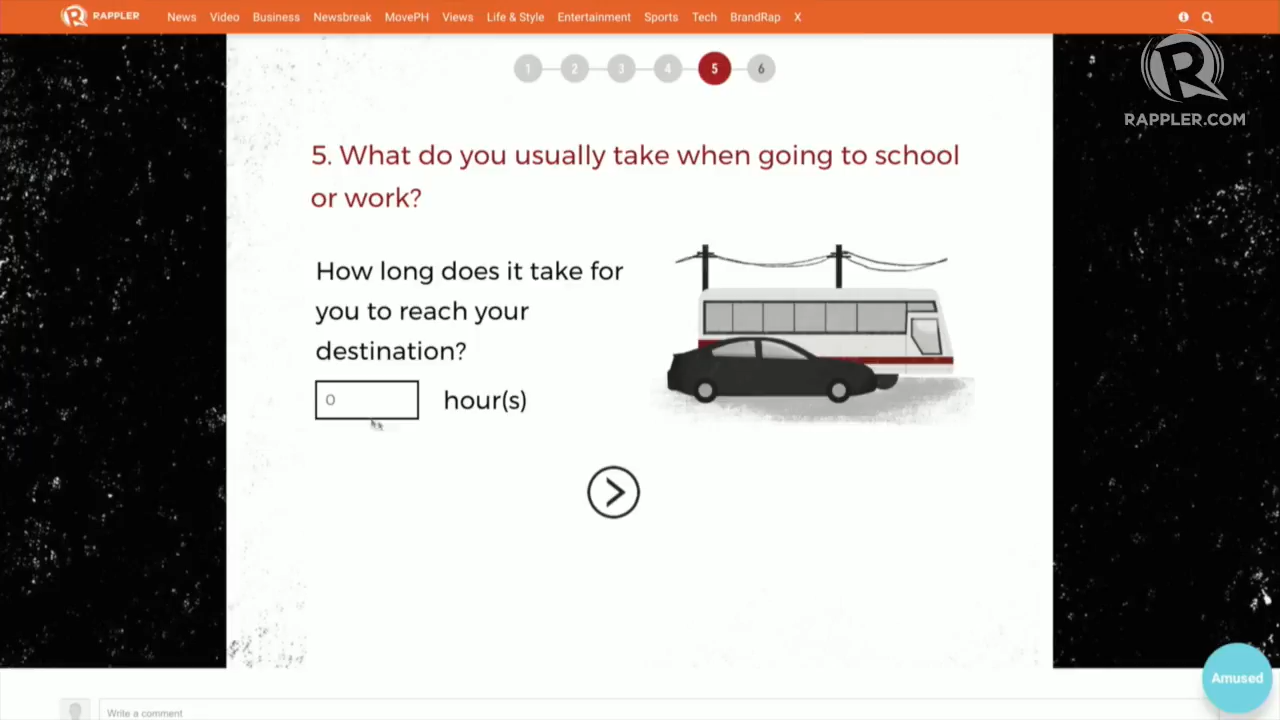 RAPPLER News Video Business Newsbreak MovePH Views Life & Style Entertainment Sports Tech BrandRap X
RAPPLER.COM
1 2 3 4 5 6
5. What do you usually take when going to school
or work?
How long does it take for
you to reach your
destination?
0 hour(s)
Amused
Write a comment